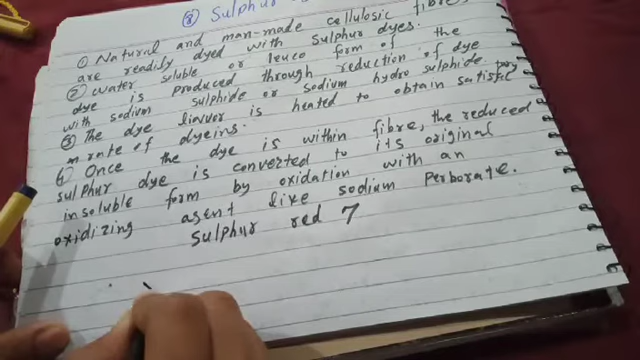 ⑧ Sulphur
① Natural and man-made cellulosic fibre,
are readily dyed with sulphur dyes.
② Water soluble or leuco form of the
dye is produced through reduction of dye
with sodium sulphide or sodium hydro sulphide
③ The dye liquer is heated to obtain
rate of dyeins.
④ Once the dye is within fibre, the reduced
sulphur dye is converted to its original
insoluble form by oxidation with an
oxidizing agent like sodium perborate.
Sulphur red 7